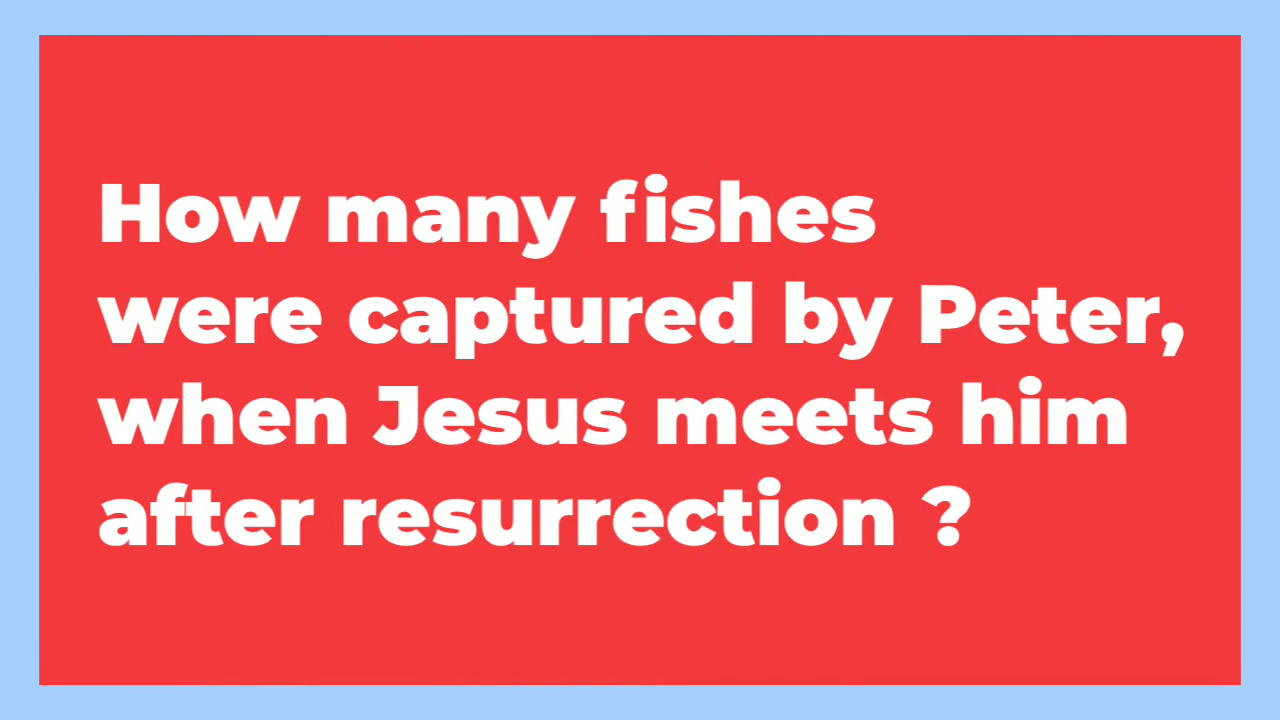 How many fishes
were captured by Peter,
when Jesus meets him
after resurrection ?